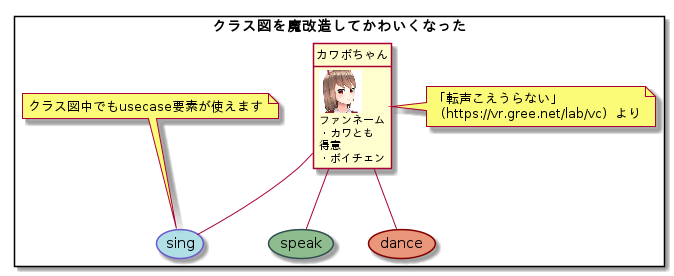 クラス図を魔改造してかわいくなった
カワボちゃん
ファンネーム
・カワとも
得意
・ボイチェン
クラス図中でもusecase要素が使えます
「転声こえうらない」
（https://vr.gree.net/lab/vc）より
sing
speak
dance